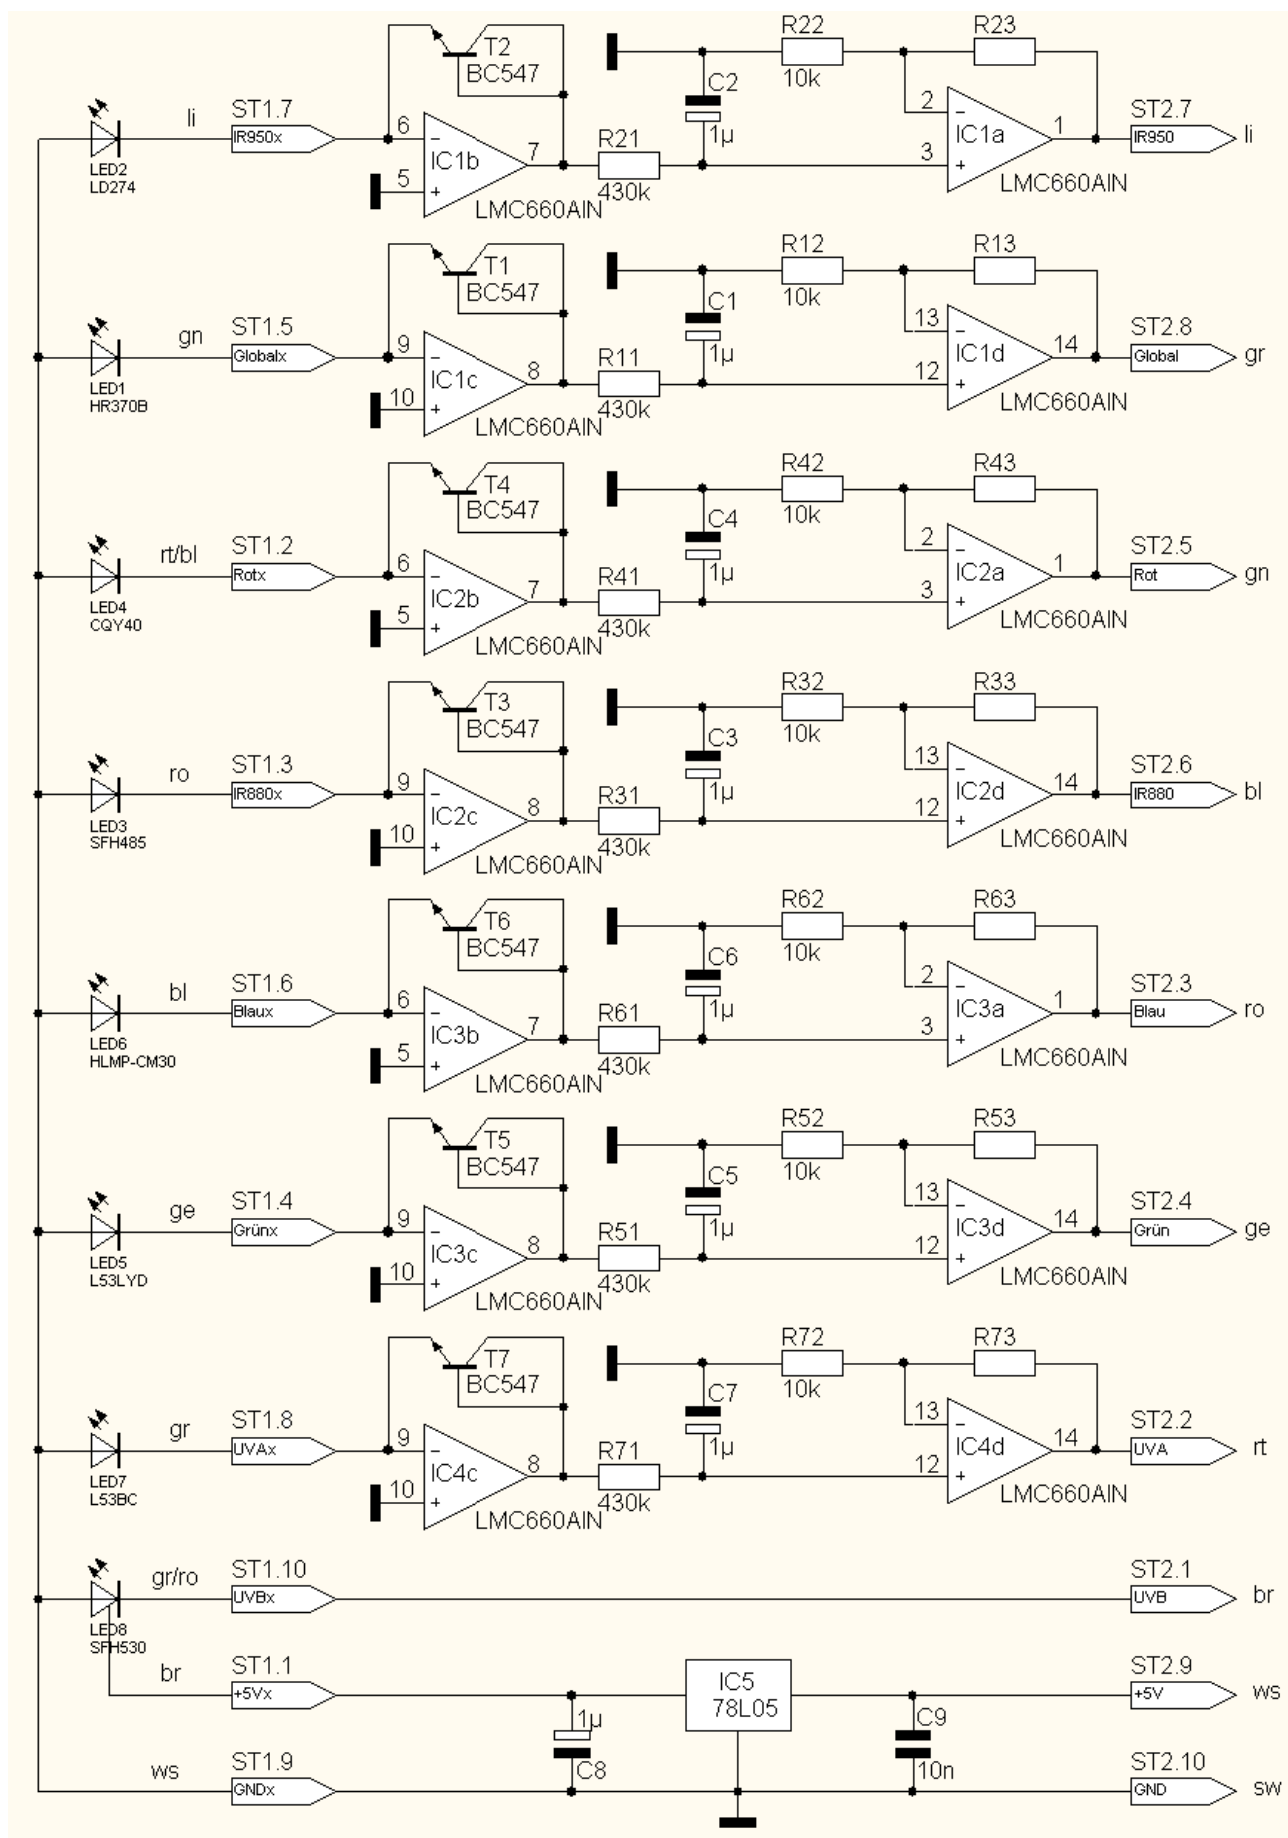 R22
R23
T2
BC547
10k
C2
1µ
li
ST1.7
IR950x
6
5
IC1b
7
R21
430k
2
3
IC1a
1
ST2.7
IR950
li
LED2
LD274
LMC660AIN
LMC660AIN
R12
R13
T1
BC547
10k
C1
1µ
gn
ST1.5
Globalx
9
10
IC1c
8
R11
430k
13
12
IC1d
14
ST2.8
Global
gr
LED1
HR370B
LMC660AIN
LMC660AIN
R42
R43
T4
BC547
10k
C4
1µ
rt/bl
ST1.2
Rotx
6
5
IC2b
7
R41
430k
2
3
IC2a
1
ST2.5
Rot
gn
LED4
CQY40
LMC660AIN
LMC660AIN
R32
R33
T3
BC547
10k
C3
1µ
ro
ST1.3
IR880x
9
10
IC2c
8
R31
430k
13
12
IC2d
14
ST2.6
IR880
bl
LED3
SFH485
LMC660AIN
LMC660AIN
R62
R63
T6
BC547
10k
C6
1µ
bl
ST1.6
Blaux
6
5
IC3b
7
R61
430k
2
3
IC3a
1
ST2.3
Blau
ro
LED6
HLMP-CM30
LMC660AIN
LMC660AIN
R52
R53
T5
BC547
10k
C5
1µ
ge
ST1.4
Grünx
9
10
IC3c
8
R51
430k
13
12
IC3d
14
ST2.4
Grün
ge
LED5
L53LYD
LMC660AIN
LMC660AIN
R72
R73
T7
BC547
10k
C7
1µ
gr
ST1.8
UVAx
9
10
IC4c
8
R71
430k
13
12
IC4d
14
ST2.2
UVA
rt
LED7
L53BC
LMC660AIN
LMC660AIN
gr/ro
ST1.10
UVBx
ST2.1
UVB
br
LED8
SFH530
br
ST1.1
+5Vx
IC5
78L05
ST2.9
+5V
ws
1µ
C8
C9
10n
ws
ST1.9
GNDx
ST2.10
GND
sw